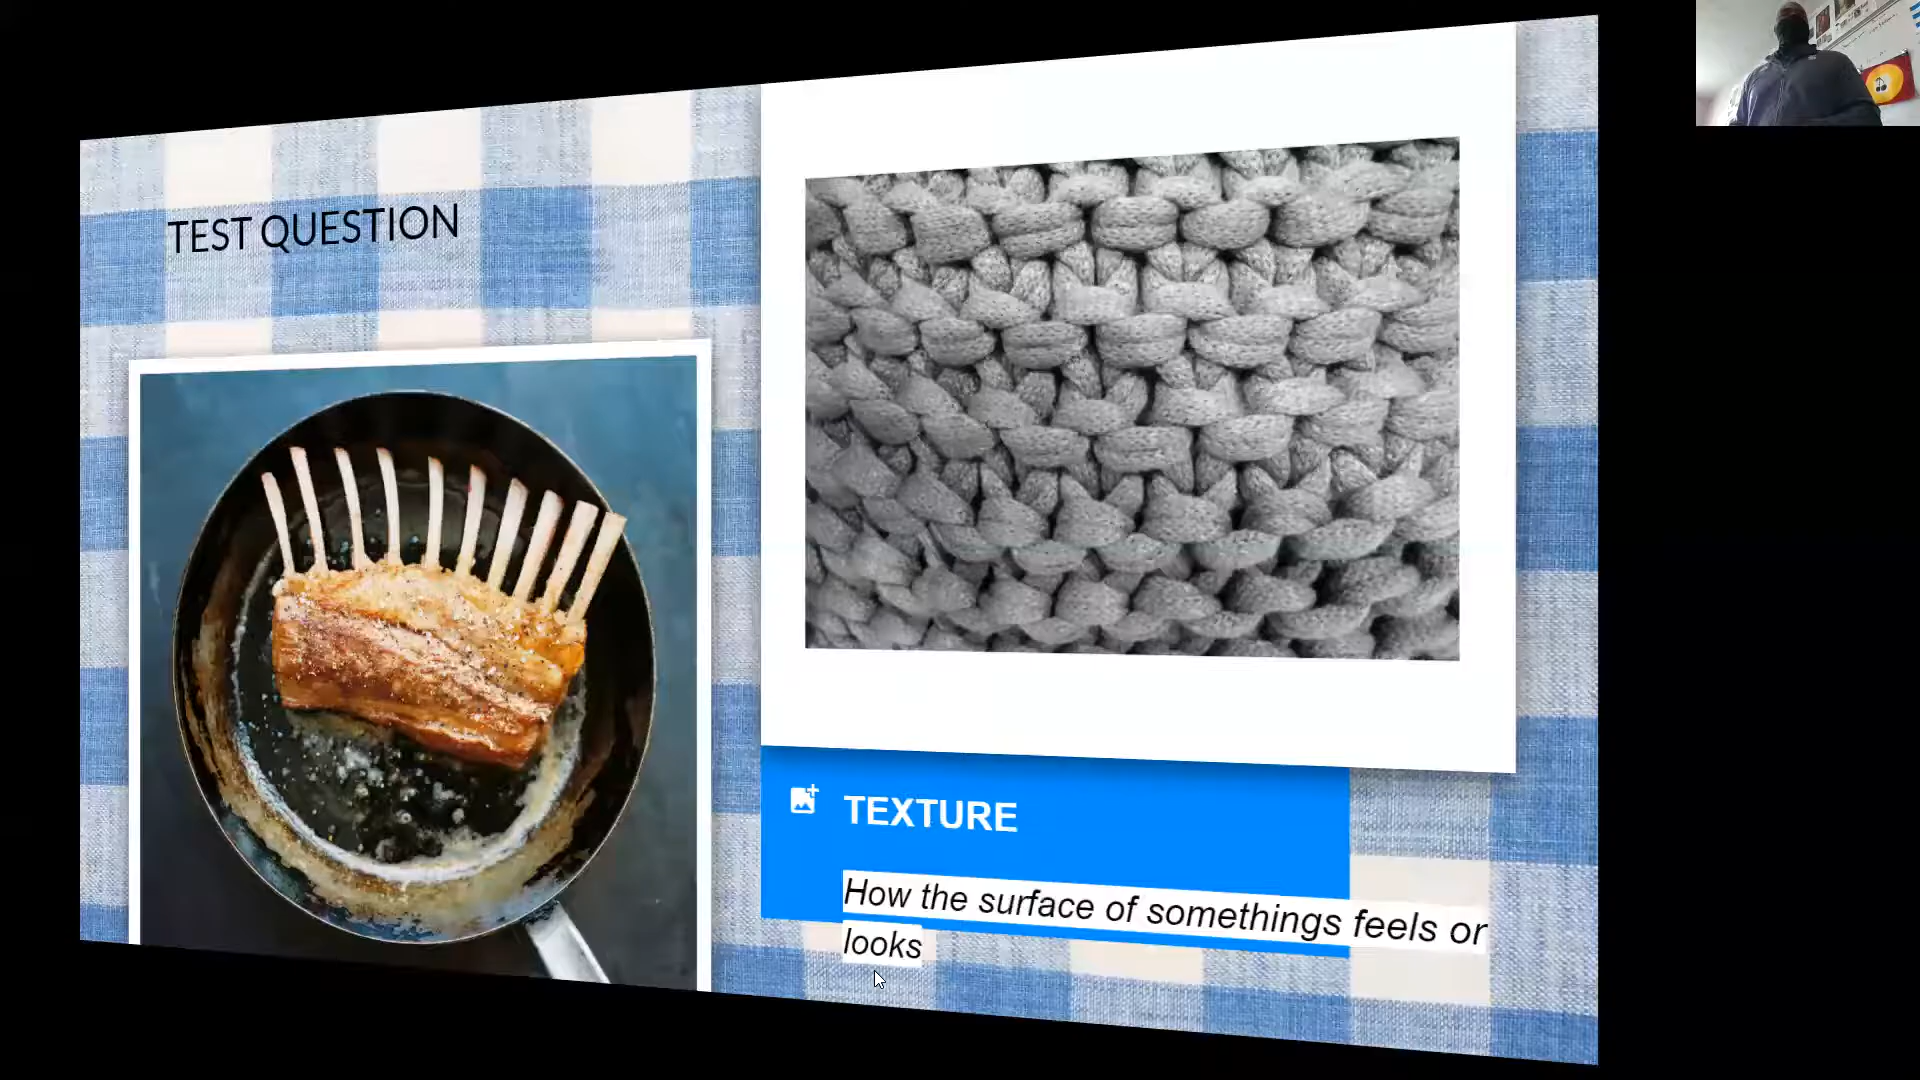 TEST QUESTION
TEXTURE
How the surface of somethings feels or
looks